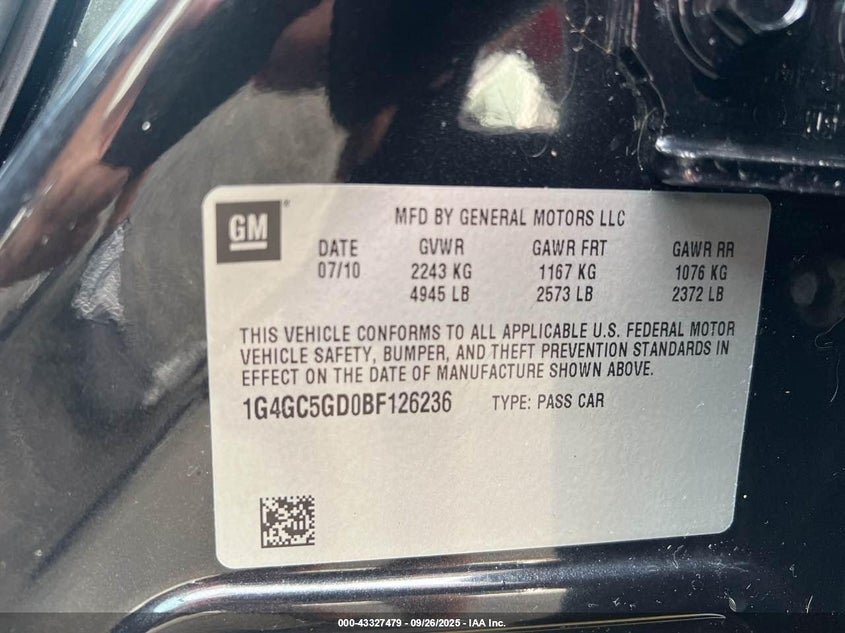 GM
MFD BY GENERAL MOTORS LLC
DATE GVWR GAWR FRT GAWR RR
07/10 2243 KG 1167 KG 1076 KG
4945 LB 2573 LB 2372 LB
THIS VEHICLE CONFORMS TO ALL APPLICABLE U.S. FEDERAL MOTOR
VEHICLE SAFETY, BUMPER, AND THEFT PREVENTION STANDARDS IN
EFFECT ON THE DATE OF MANUFACTURE SHOWN ABOVE.
1G4GC5GD0BF126236 TYPE: PASS CAR
000-43327479 — 09/26/2025 — IAA Inc.